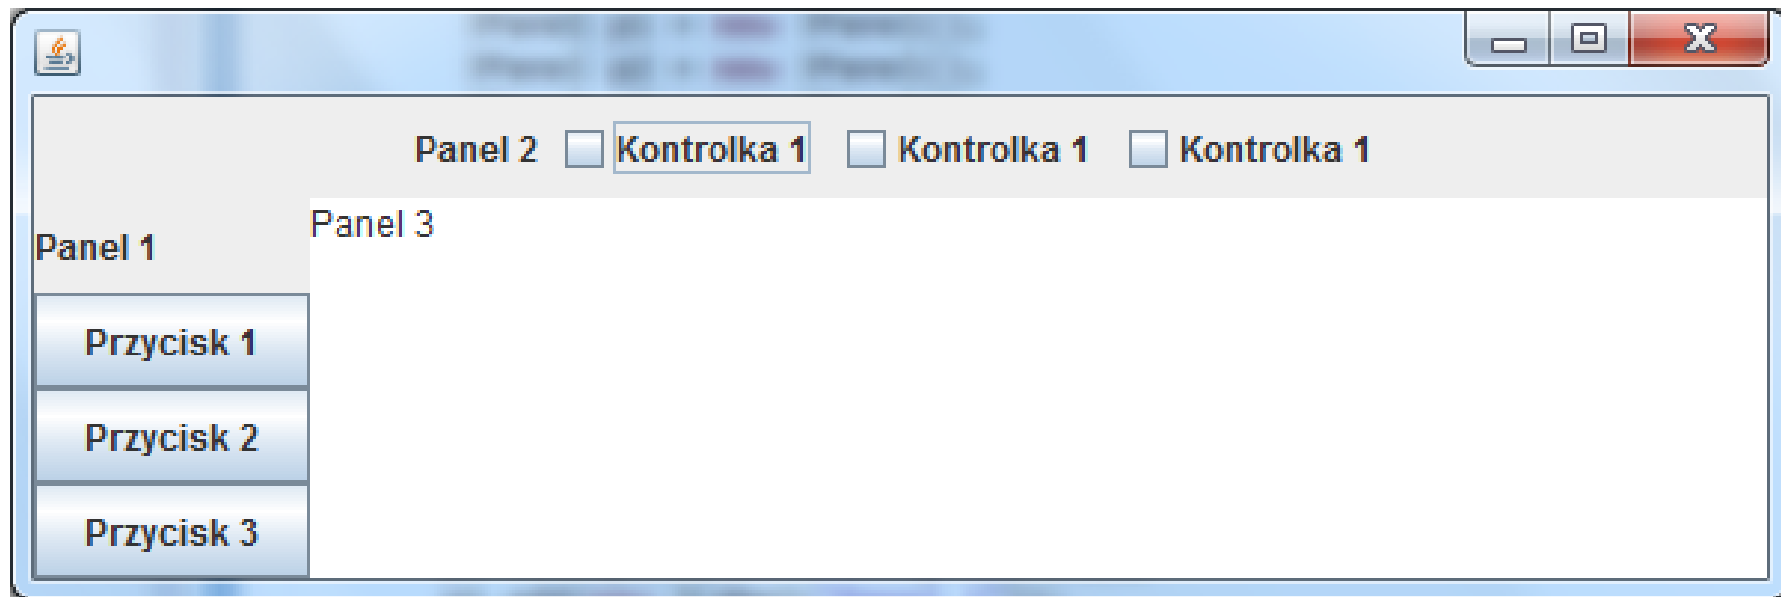 Panel 2 Kontrolka 1 Kontrolka 1 Kontrolka 1
Panel 1
Panel 3
Przycisk 1
Przycisk 2
Przycisk 3